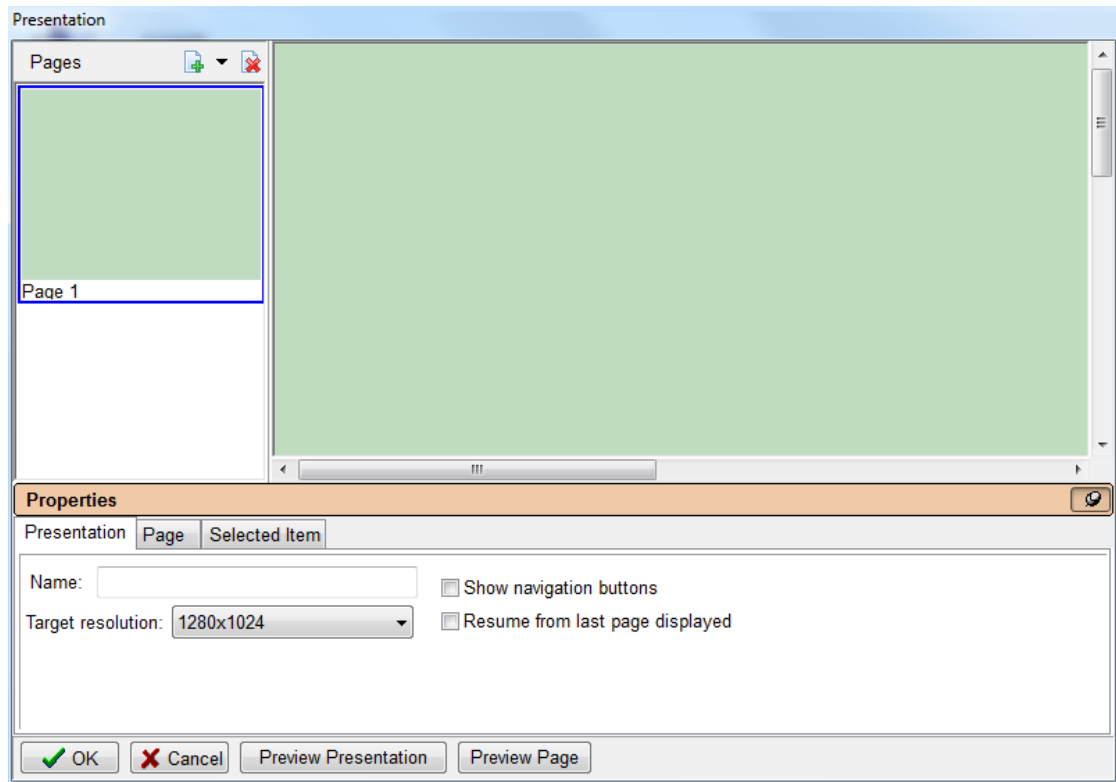 Presentation
Pages
Page 1
Properties
Presentation Page Selected Item
Name:
Show navigation buttons
Target resolution: 1280x1024
Resume from last page displayed
OK Cancel Preview Presentation Preview Page